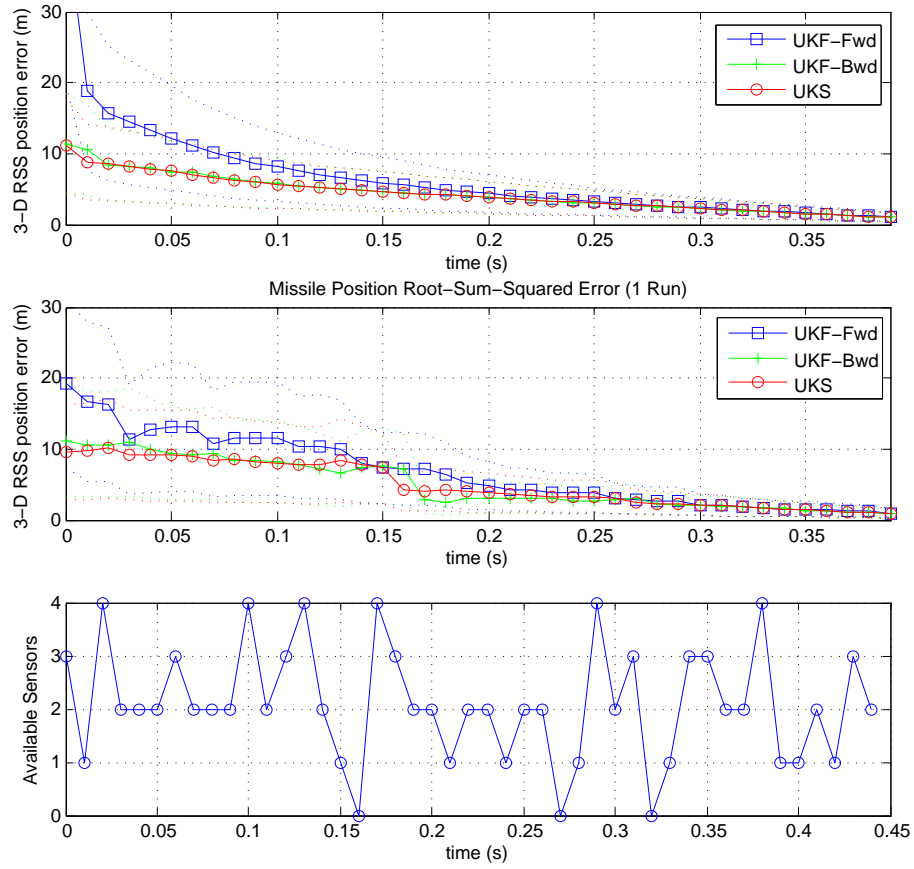 30
20
10
0
3−D RSS position error (m)
UKF−Fwd
UKF−Bwd
UKS
0 0.05 0.1 0.15 0.2 0.25 0.3 0.35
time (s)
Missile Position Root−Sum−Squared Error (1 Run)
30
20
10
0
3−D RSS position error (m)
UKF−Fwd
UKF−Bwd
UKS
0 0.05 0.1 0.15 0.2 0.25 0.3 0.35
time (s)
4
3
2
1
0
Available Sensors
0 0.05 0.1 0.15 0.2 0.25 0.3 0.35 0.4 0.45
time (s)